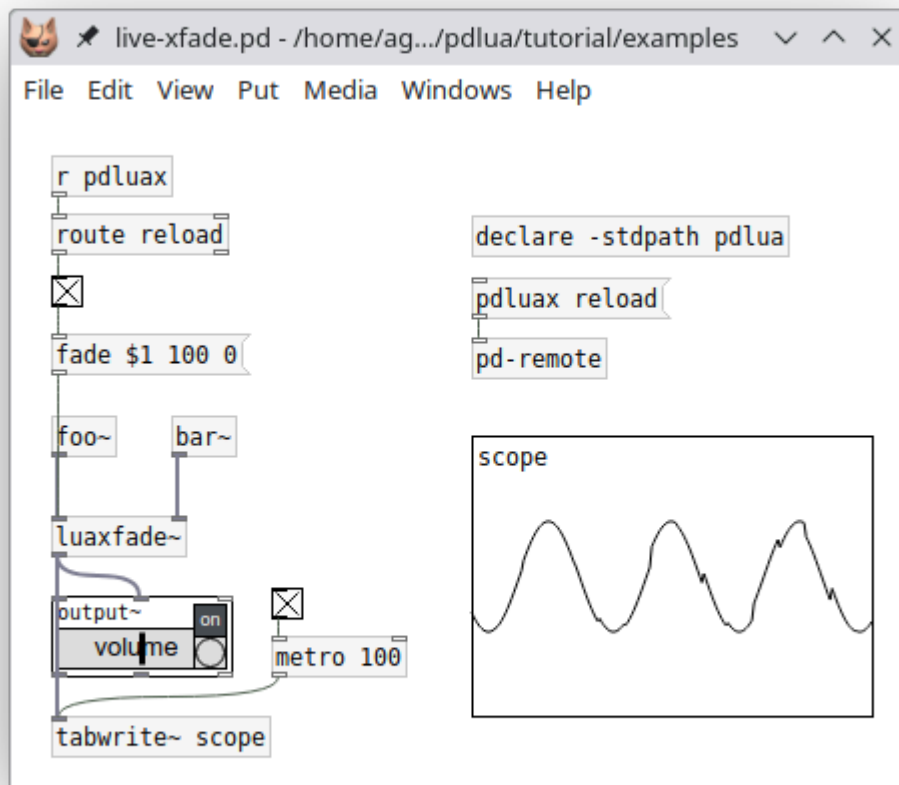 live-xfade.pd - /home/ag.../pdlua/tutorial/examples
File Edit View Put Media Windows Help
r pdluax
route reload
fade $1 100 0
foo~
bar~
luaxfade~
output~
on
volume
metro 100
tabwrite~ scope
declare -stdpath pdlua
pdluax reload
pd-remote
scope